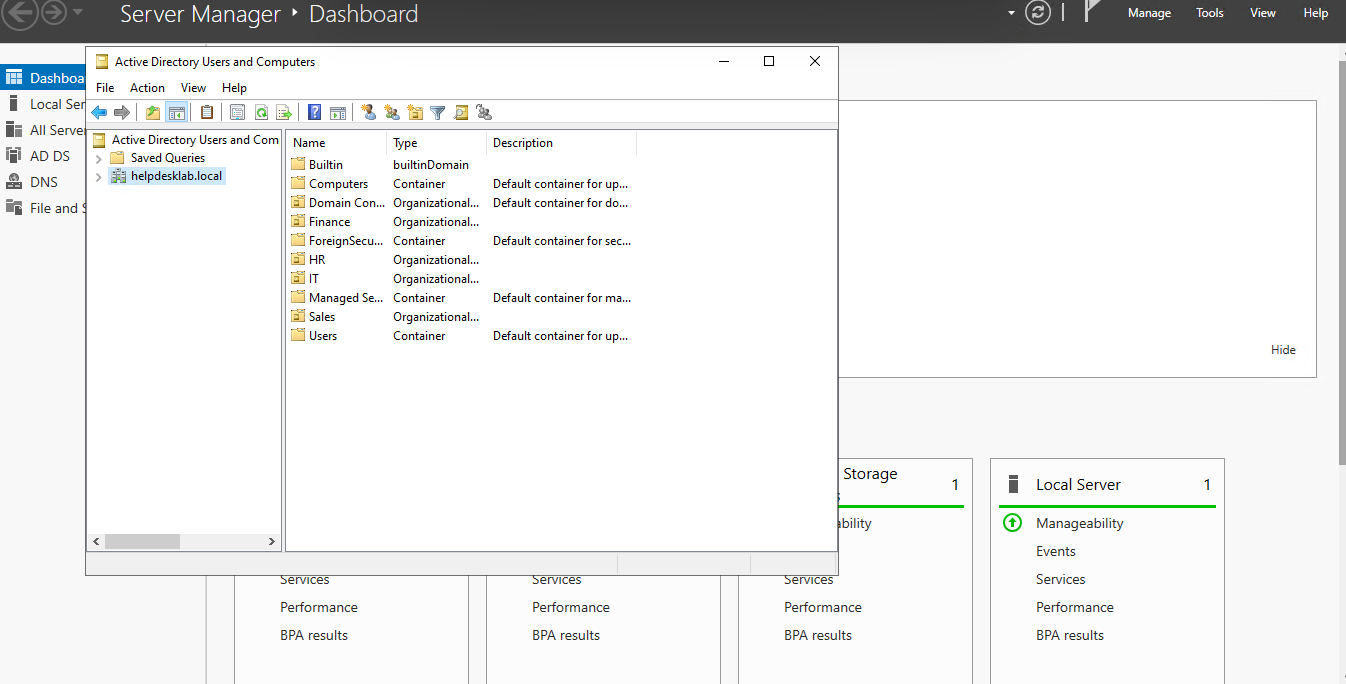 Server Manager
Dashboard
Manage
Tools
View
Help
Dashboa
Local Ser
All Server
AD DS
DNS
File and S
Active Directory Users and Computers
File
Action
View
Help
Active Directory Users and Com
Saved Queries
helpdesklab.local
Name Type Description
Builtin builtinDomain
Computers Container Default container for up...
Domain Con... Organizational... Default container for do...
Finance Organizational...
ForeignSecu... Container Default container for sec...
HR Organizational...
IT Organizational...
Managed Se... Container Default container for ma...
Sales Organizational...
Users Container Default container for up...
Hide
Storage
1
Local Server
1
ability
Manageability
Events
Services
Services
Services
Services
Performance
Performance
Performance
Performance
BPA results
BPA results
BPA results
BPA results